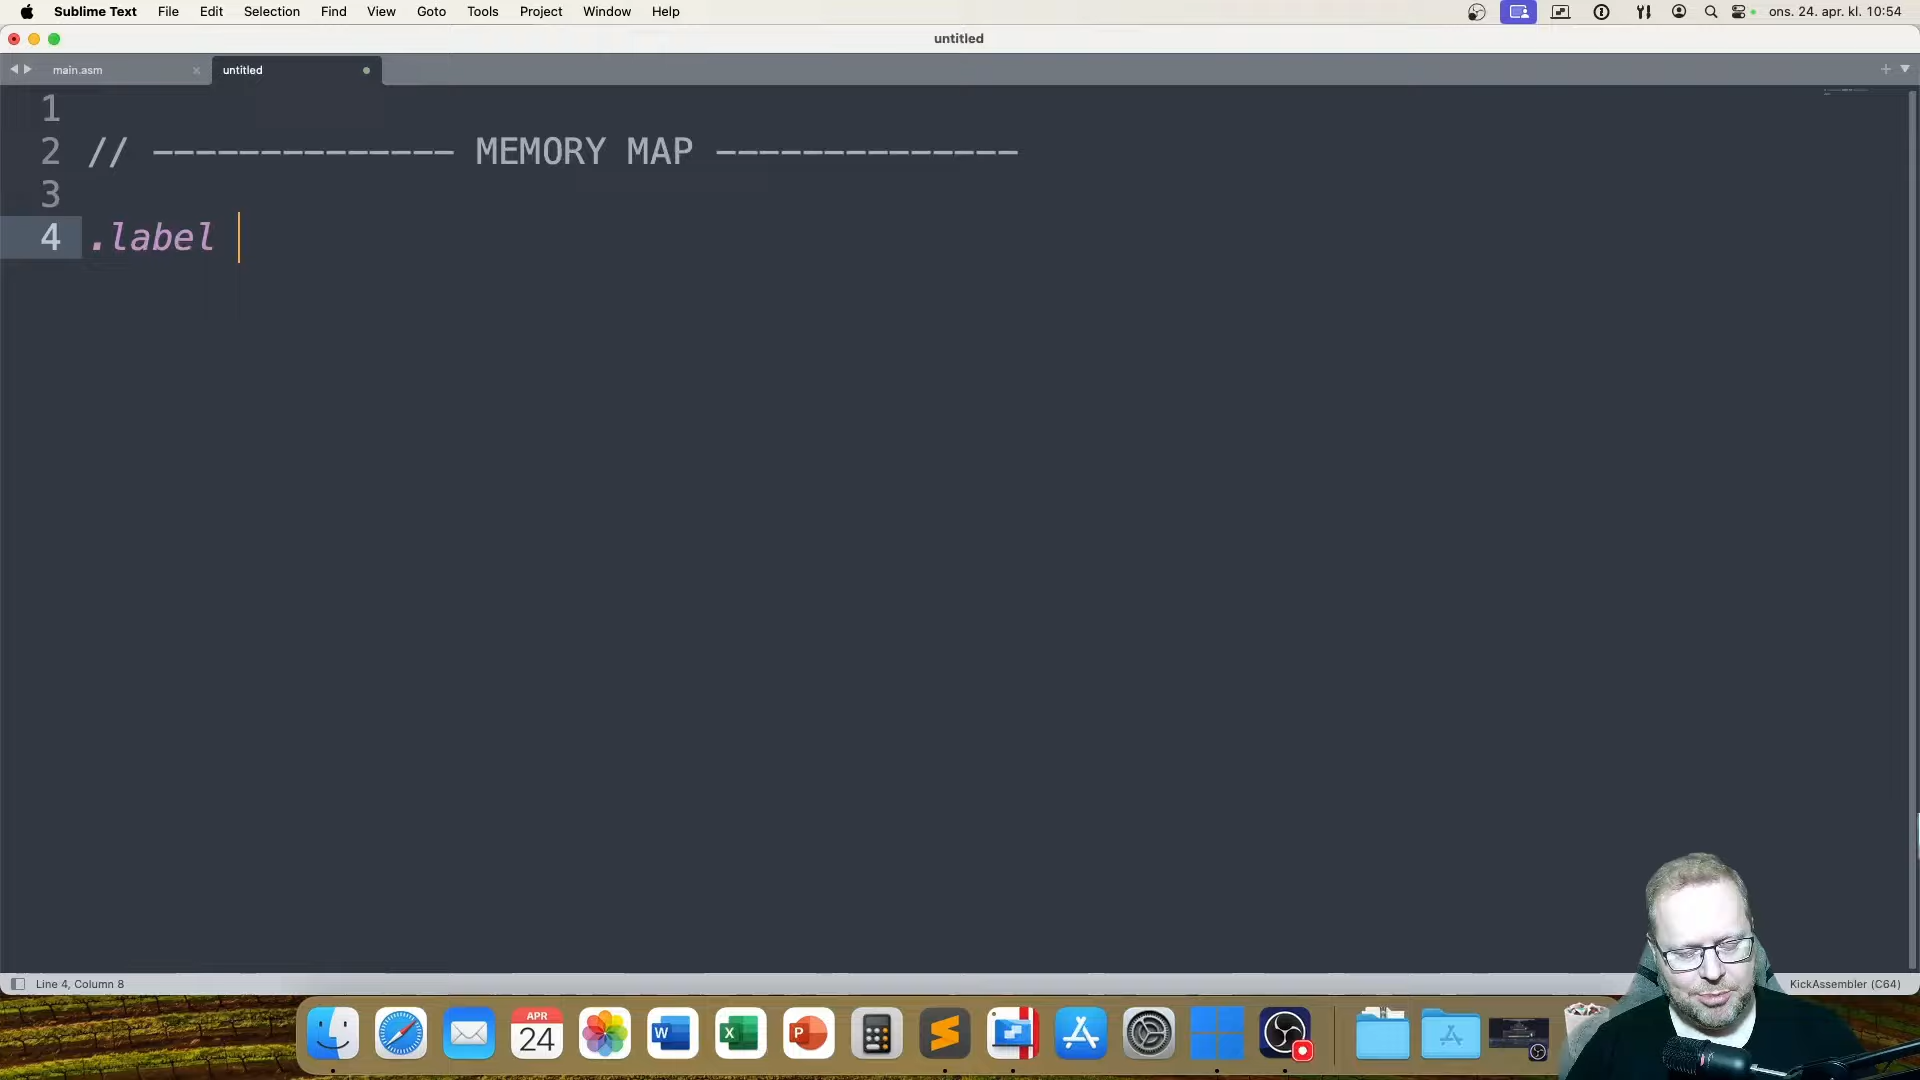 Sublime Text File Edit Selection Find View Goto Tools Project Window Help ons. 24. apr. kl. 10:54
untitled
main.asm untitled
1
2 // -------------- MEMORY MAP --------------
3
4 .label
Line 4, Column 8 KickAssembler (C64)
APR
24
W
X
P